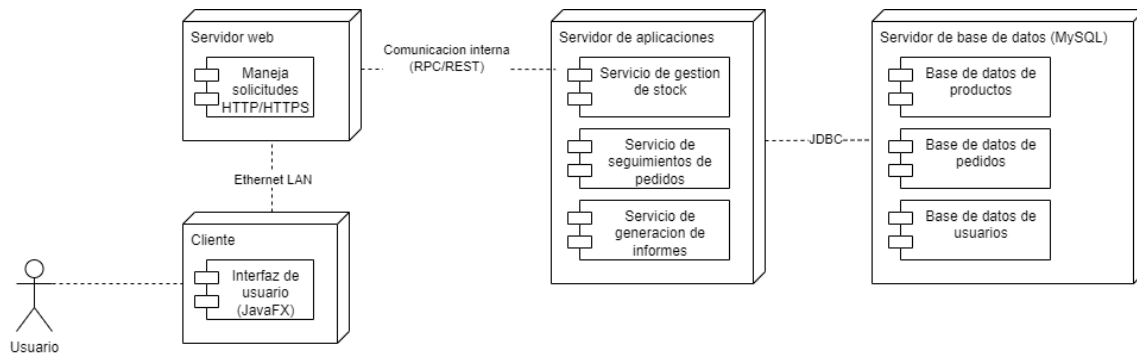 Servidor web
Maneja
solicitudes
HTTP/HTTPS
Comunicacion interna
(RPC/REST)
Servidor de aplicaciones
Servicio de gestion
de stock
Servicio de
seguimientos de
pedidos
Servicio de
generacion de
informes
JDBC
Servidor de base de datos (MySQL)
Base de datos de
productos
Base de datos de
pedidos
Base de datos de
usuarios
Ethernet LAN
Cliente
Interfaz de
usuario
(JavaFX)
Usuario